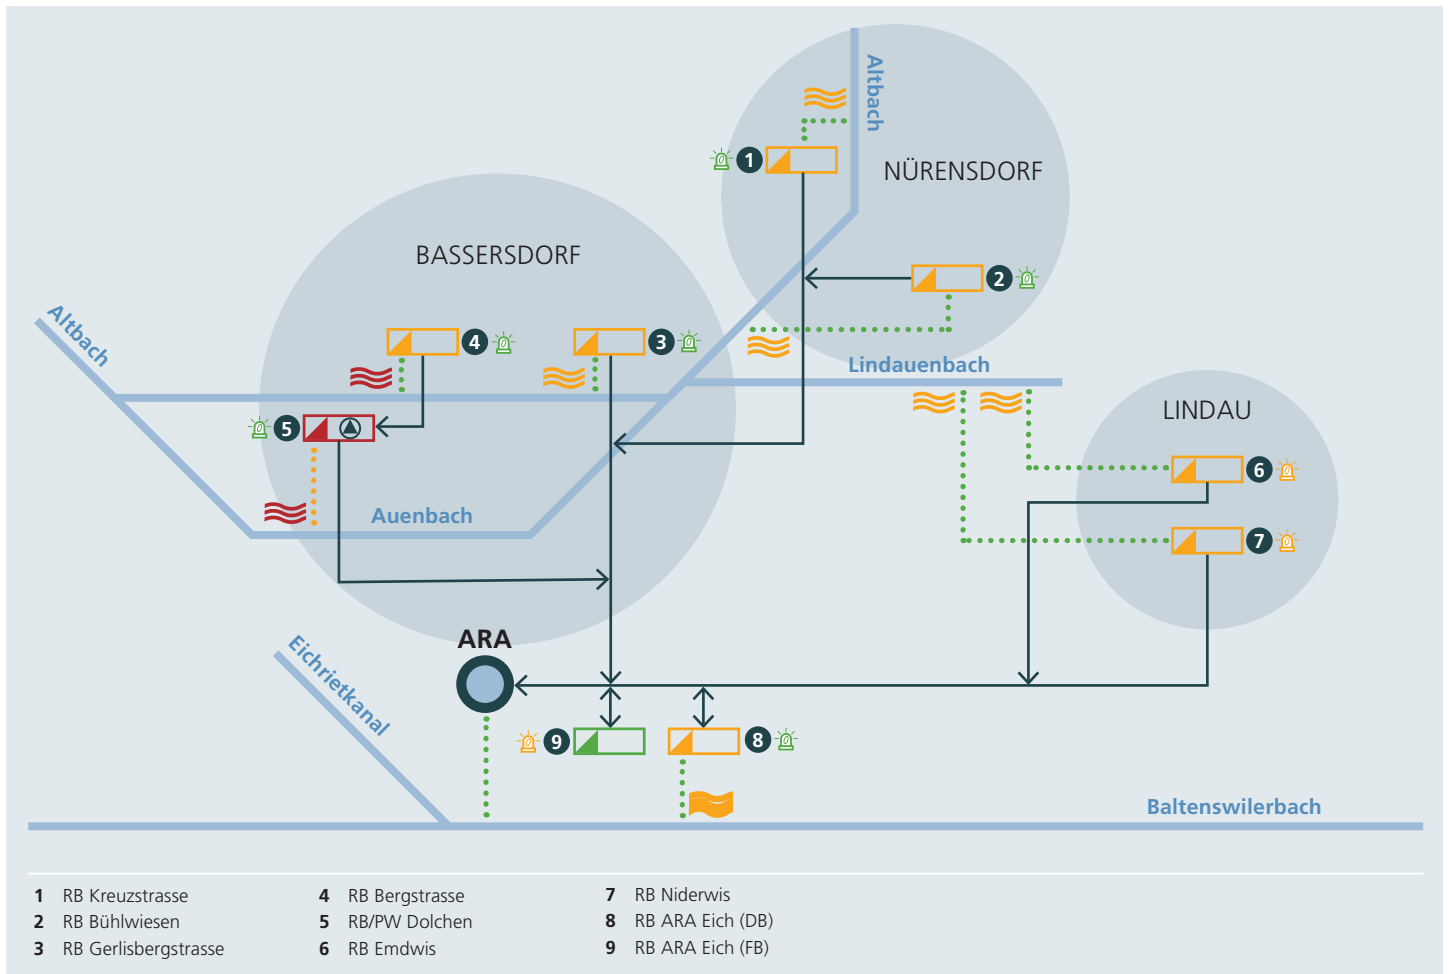 Altbach
1
NÜRENSDORF
BASSERSDORF
2
Altbach
4
3
Lindauenbach
LINDAU
5
6
Auenbach
7
ARA
Eichrietkanal
9
8
Baltenswilerbach
1 RB Kreuzstrasse
2 RB Bühlwiesen
3 RB Gerlisbergstrasse
4 RB Bergstrasse
5 RB/PW Dolchen
6 RB Emdwis
7 RB Niderwis
8 RB ARA Eich (DB)
9 RB ARA Eich (FB)